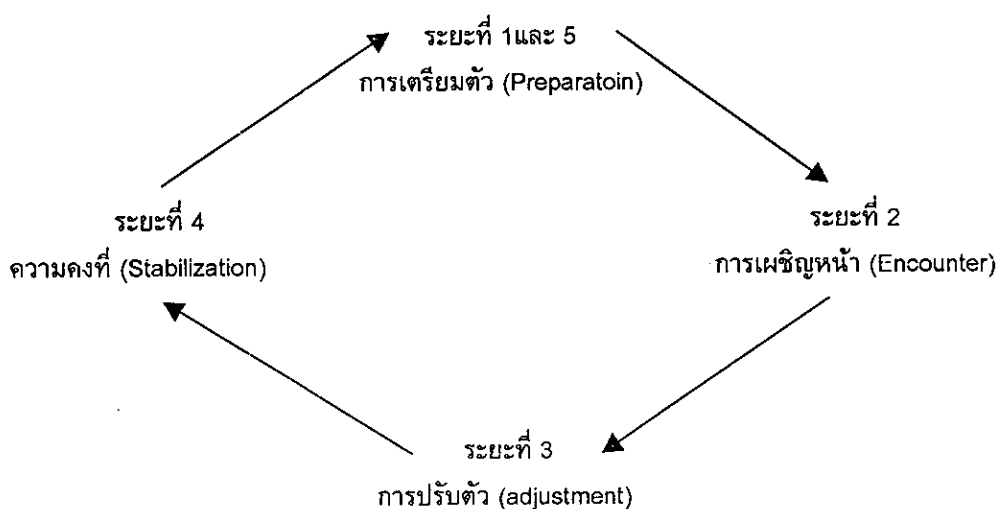 ระยะที่ 1และ 5
การเตรียมตัว (Preparatoin)
ระยะที่ 4
ความคงที่ (Stabilization)
ระยะที่ 2
การเผชิญหน้า (Encounter)
ระยะที่ 3
การปรับตัว (adjustment)